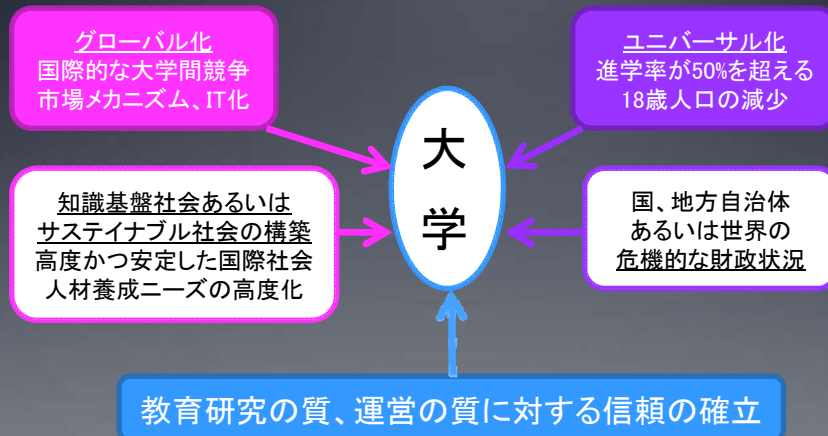 グローバル化
国際的な大学間競争
市場メカニズム、IT化
ユニバーサル化
進学率が50%を超える
18歳人口の減少
大
学
知識基盤社会あるいは
サステイナブル社会の構築
高度かつ安定した国際社会
人材養成ニーズの高度化
国、地方自治体
あるいは世界の
危機的な財政状況
教育研究の質、運営の質に対する信頼の確立